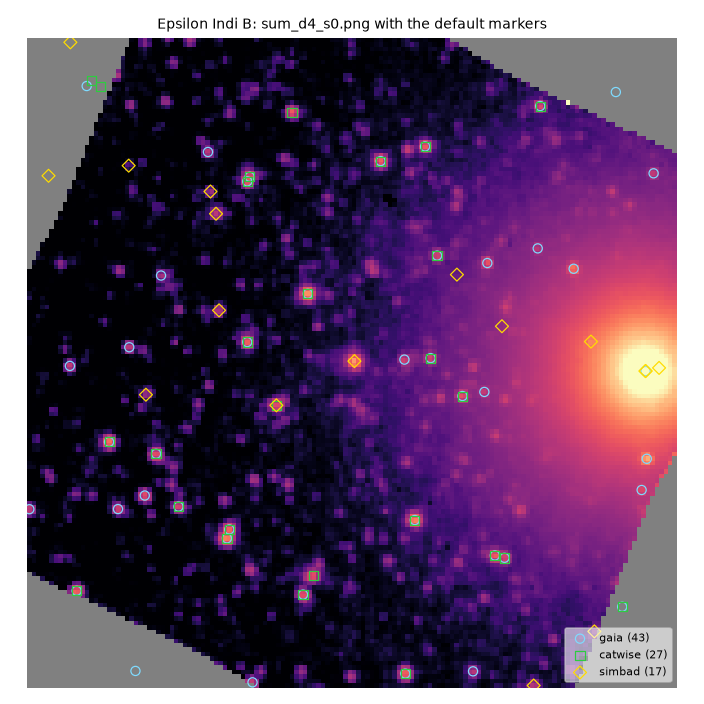 Epsilon Indi B: sum_d4_s0.png with the default markers
gaia (43)
catwise (27)
simbad (17)